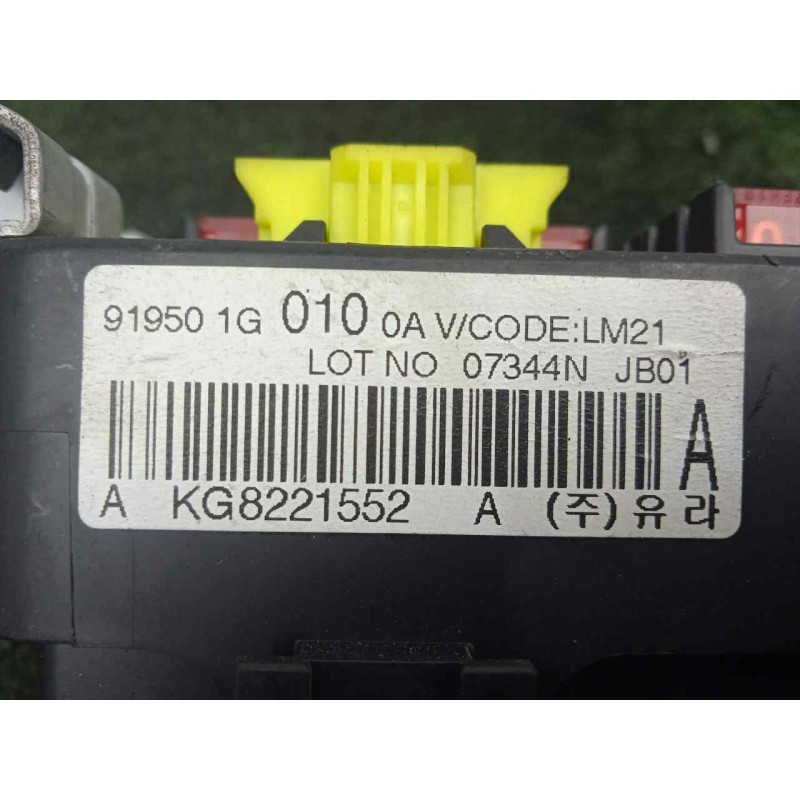 91950 1G 010 0A V/CODE:LM21
LOT NO 07344N JB01
A
A KG8221552 A (주)유라